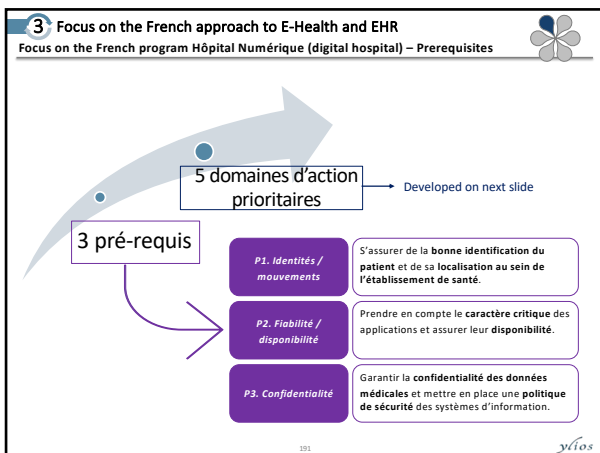 3 Focus on the French approach to E-Health and EHR
Focus on the French program Hôpital Numérique (digital hospital) – Prerequisites
5 domaines d'action
prioritaires
Developed on next slide
3 pré-requis
P1. Identités /
mouvements
S'assurer de la bonne identification du
patient et de sa localisation au sein de
l'établissement de santé.
P2. Fiabilité /
disponibilité
Prendre en compte le caractère critique des
applications et assurer leur disponibilité.
P3. Confidentialité
Garantir la confidentialité des données
médicales et mettre en place une politique
de sécurité des systèmes d'information.
191
ylios